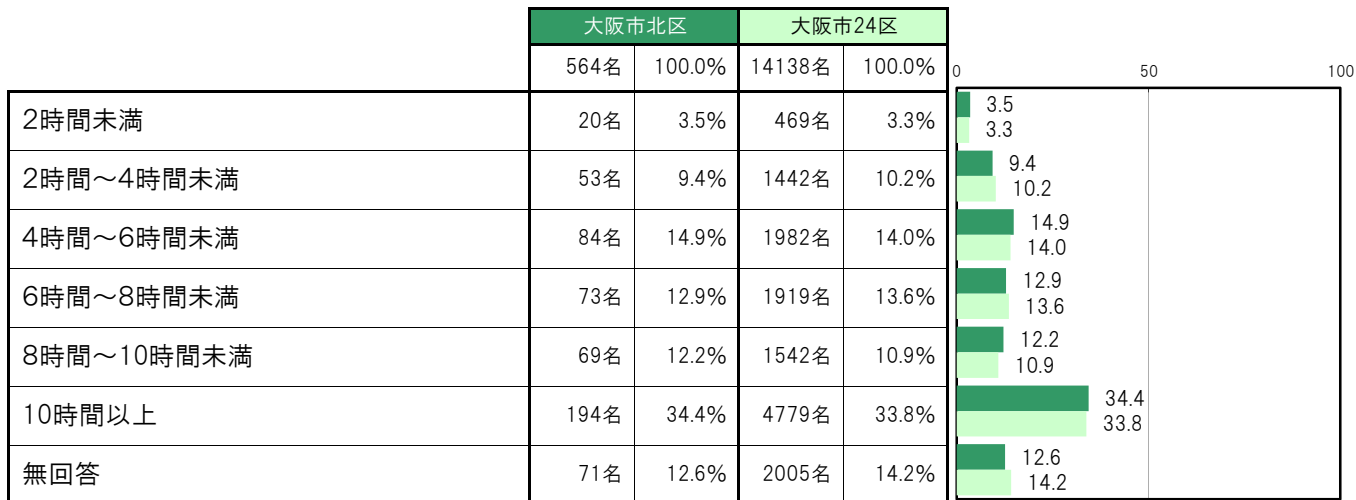 大阪市北区 大阪市24区
564名 100.0% 14138名 100.0% 0 50 100
2時間未満 20名 3.5% 469名 3.3% 3.5
3.3
2時間～4時間未満 53名 9.4% 1442名 10.2% 9.4
10.2
4時間～6時間未満 84名 14.9% 1982名 14.0% 14.9
14.0
6時間～8時間未満 73名 12.9% 1919名 13.6% 12.9
13.6
8時間～10時間未満 69名 12.2% 1542名 10.9% 12.2
10.9
10時間以上 194名 34.4% 4779名 33.8% 34.4
33.8
無回答 71名 12.6% 2005名 14.2% 12.6
14.2